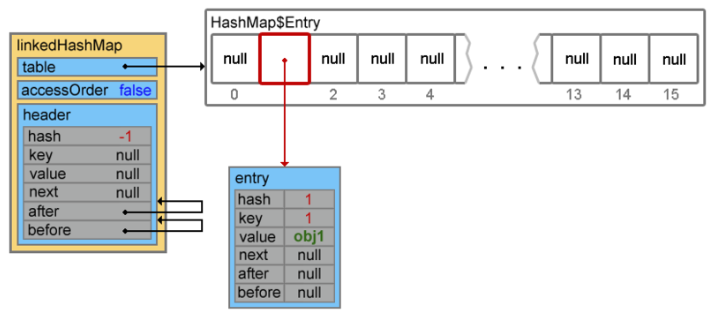 HashMap$Entry
linkedHashMap
table
null null null null null . . . null null null
0 2 3 4 13 14 15
accessOrder false
header
hash -1
key null
value null
next null
after
before
entry
hash 1
key 1
value obj1
next null
after null
before null